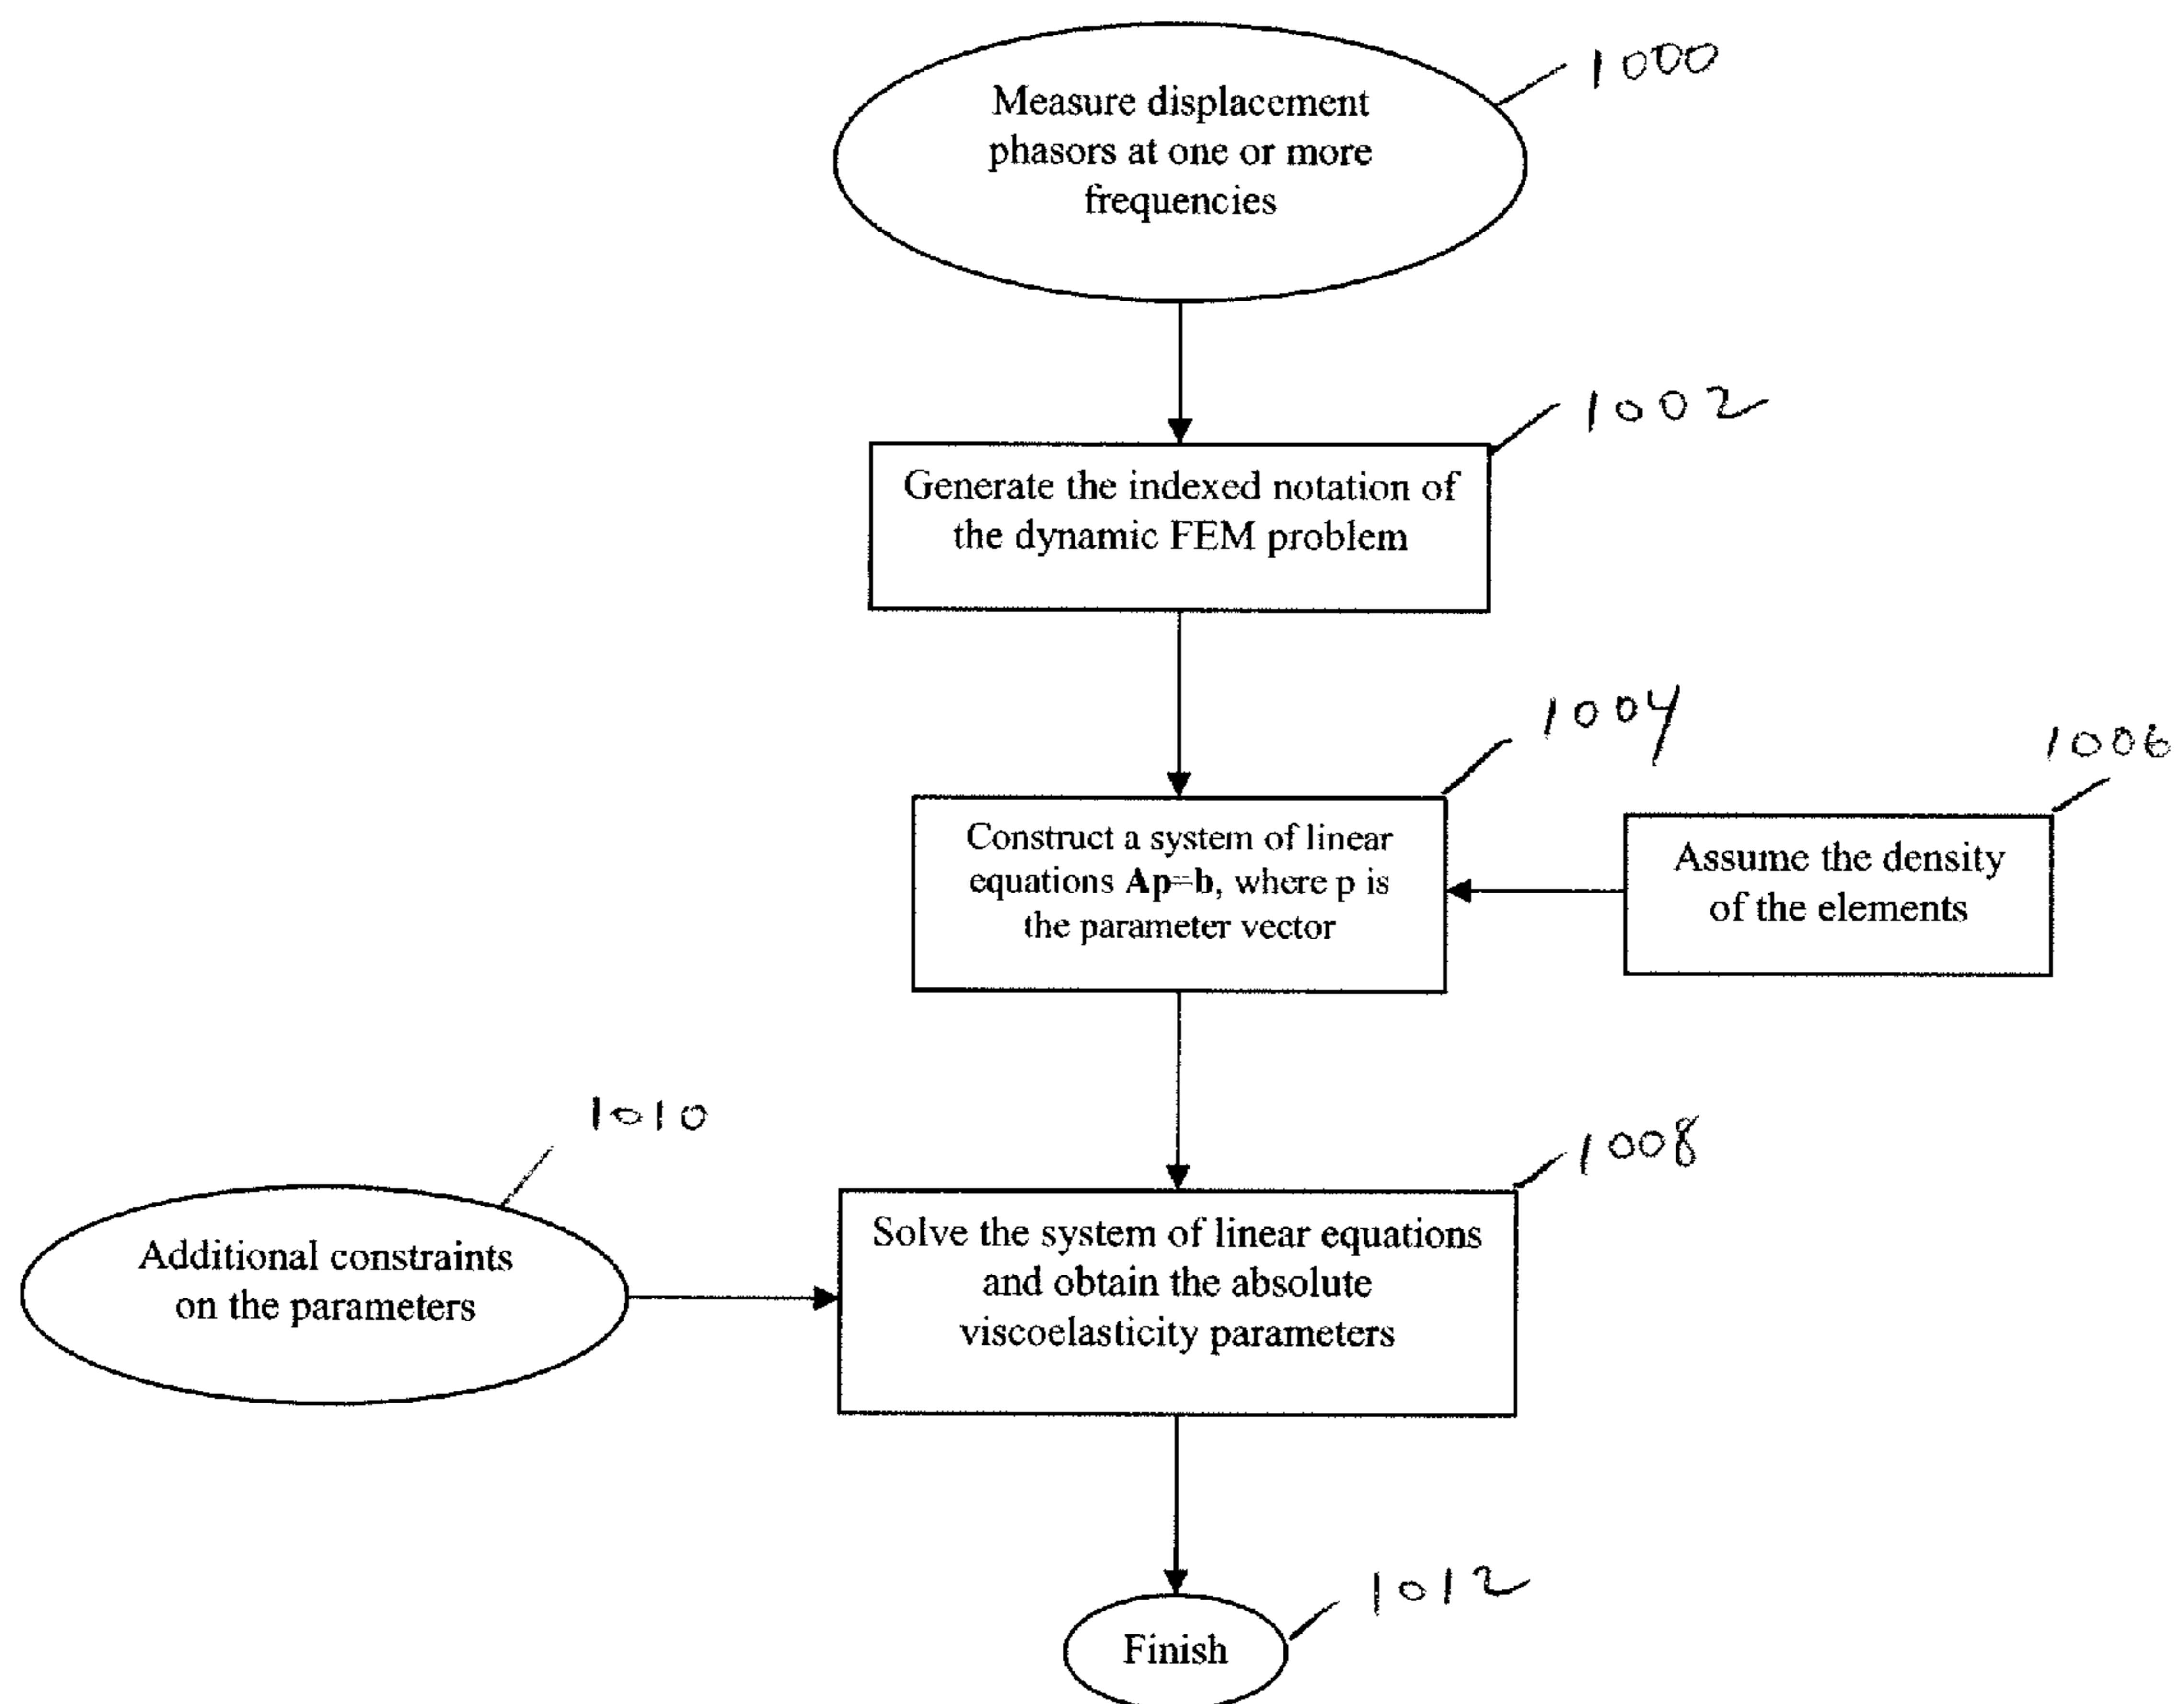 Measure displacement
phasors at one or more
frequencies
1000
Generate the indexed notation of
the dynamic FEM problem
1002
Construct a system of linear
equations Ap=b, where p is
the parameter vector
1004
Assume the density
of the elements
1006
Additional constraints
on the parameters
1010
Solve the system of linear equations
and obtain the absolute
viscoelasticity parameters
1008
Finish
1012